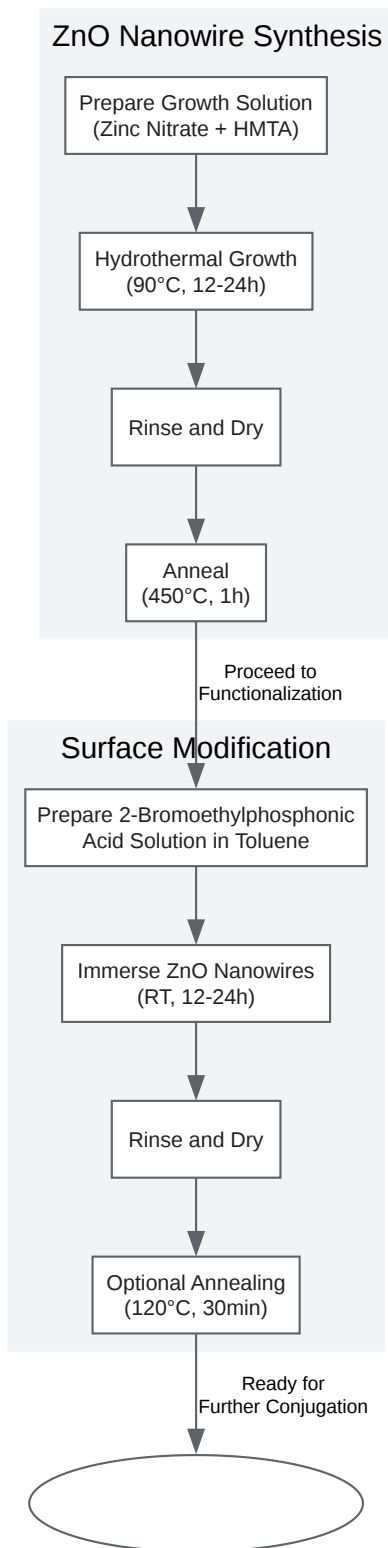 ZnO Nanowire Synthesis
Prepare Growth Solution
(Zinc Nitrate + HMTA)
Hydrothermal Growth
(90°C, 12-24h)
Rinse and Dry
Anneal
(450°C, 1h)
Proceed to
Functionalization
Surface Modification
Prepare 2-Bromoethylphosphonic
Acid Solution in Toluene
Immerse ZnO Nanowires
(RT, 12-24h)
Rinse and Dry
Optional Annealing
(120°C, 30min)
Ready for
Further Conjugation